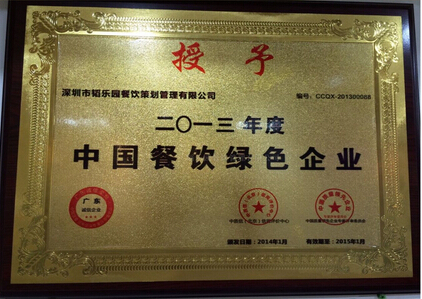 授予
深圳市韬乐园餐饮策划管理有限公司
编号：CCQX-201300088
二〇一三年度
中国餐饮绿色企业
广东
颁发日期：2014年1月
有效期至：2015年1月